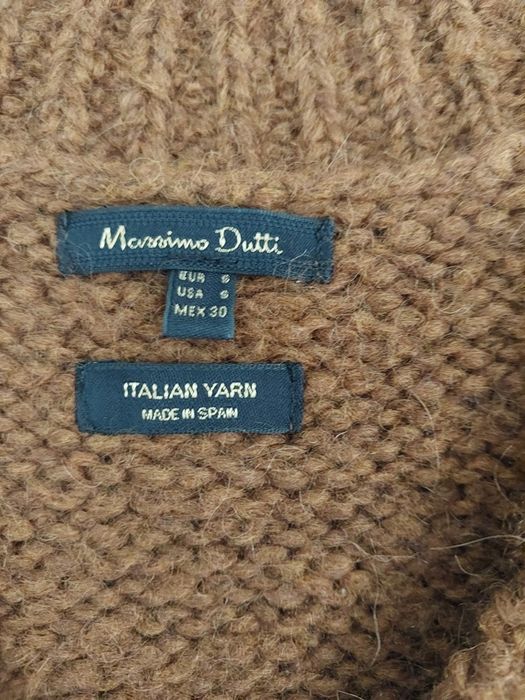 Massimo Dutti
EUR S
USA S
MEX 30
ITALIAN YARN
MADE IN SPAIN